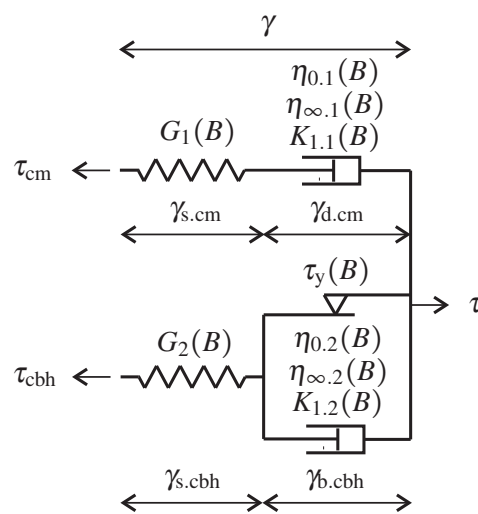 γ
η₀.₁(B)
η∞.₁(B)
G₁(B) K₁.₁(B)
τcm
γs.cm γd.cm
τy(B)
τ
G₂(B) η₀.₂(B)
η∞.₂(B)
τcbh K₁.₂(B)
γs.cbh γb.cbh